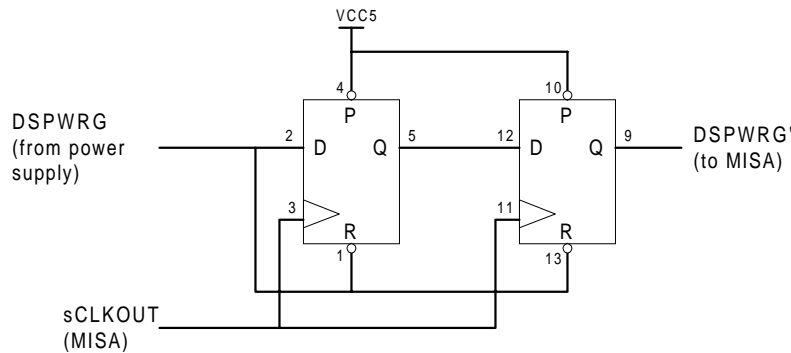 VCC5
4
10
P
P
DSPWRG
(from power
supply)
2
D
Q
5
12
D
Q
9
DSPWRG'
(to MISA)
3
11
R
R
1
13
sCLKOUT
(MISA)